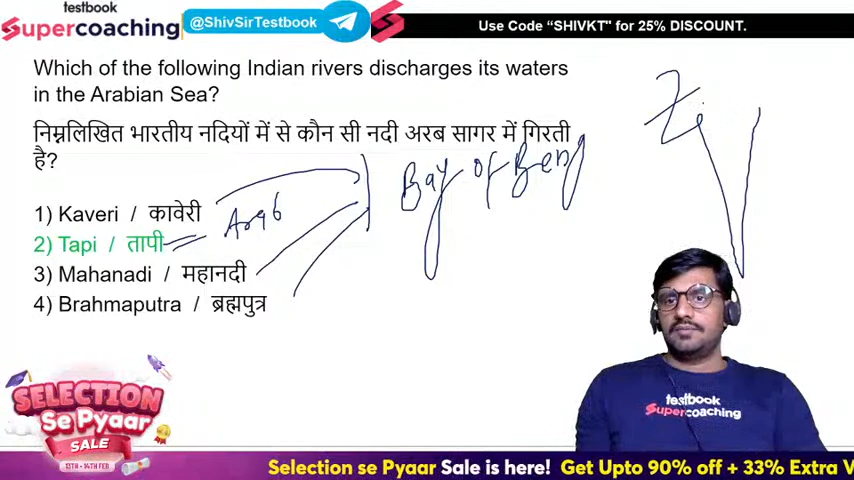 testbook
Supercoaching
@ShivSirTestbook
Use Code “SHIVKT" for 25% DISCOUNT.
Which of the following Indian rivers discharges its waters
in the Arabian Sea?
निम्नलिखित भारतीय नदियों में से कौन सी नदी अरब सागर में गिरती
है?
1) Kaveri / कावेरी
2) Tapi / तापी
3) Mahanadi / महानदी
4) Brahmaputra / ब्रह्मपुत्र
Arab
Bay of Beng
testbook
Supercoaching
SELECTION
Se Pyaar
SALE
13TH - 14TH FEB
Selection se Pyaar Sale is here! Get Upto 90% off + 33% Extra V